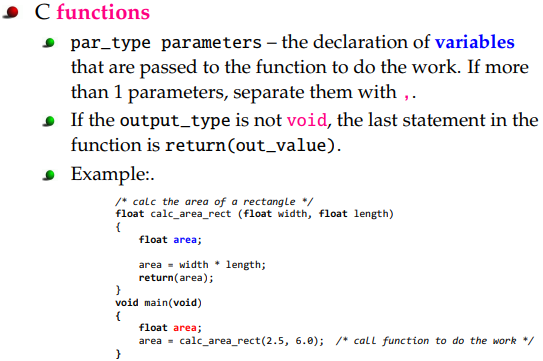 C functions
par_type parameters – the declaration of variables
that are passed to the function to do the work. If more
than 1 parameters, separate them with ,.
If the output_type is not void, the last statement in the
function is return(out_value).
Example:.
/* calc the area of a rectangle */
float calc_area_rect (float width, float length)
{
    float area;

    area = width * length;
    return(area);
}
void main(void)
{
    float area;
    area = calc_area_rect(2.5, 6.0);  /* call function to do the work */
}